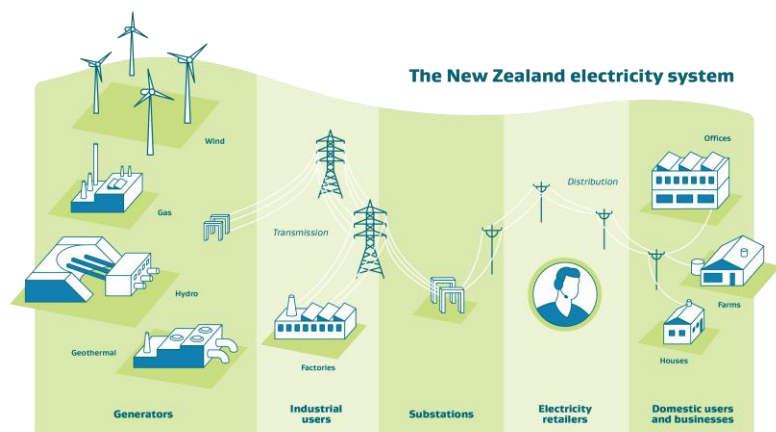 The New Zealand electricity system
Wind
Gas
Hydro
Geothermal
Transmission
Factories
Distribution
Offices
Farms
Houses
Generators
Industrial
users
Substations
Electricity
retailers
Domestic users
and businesses